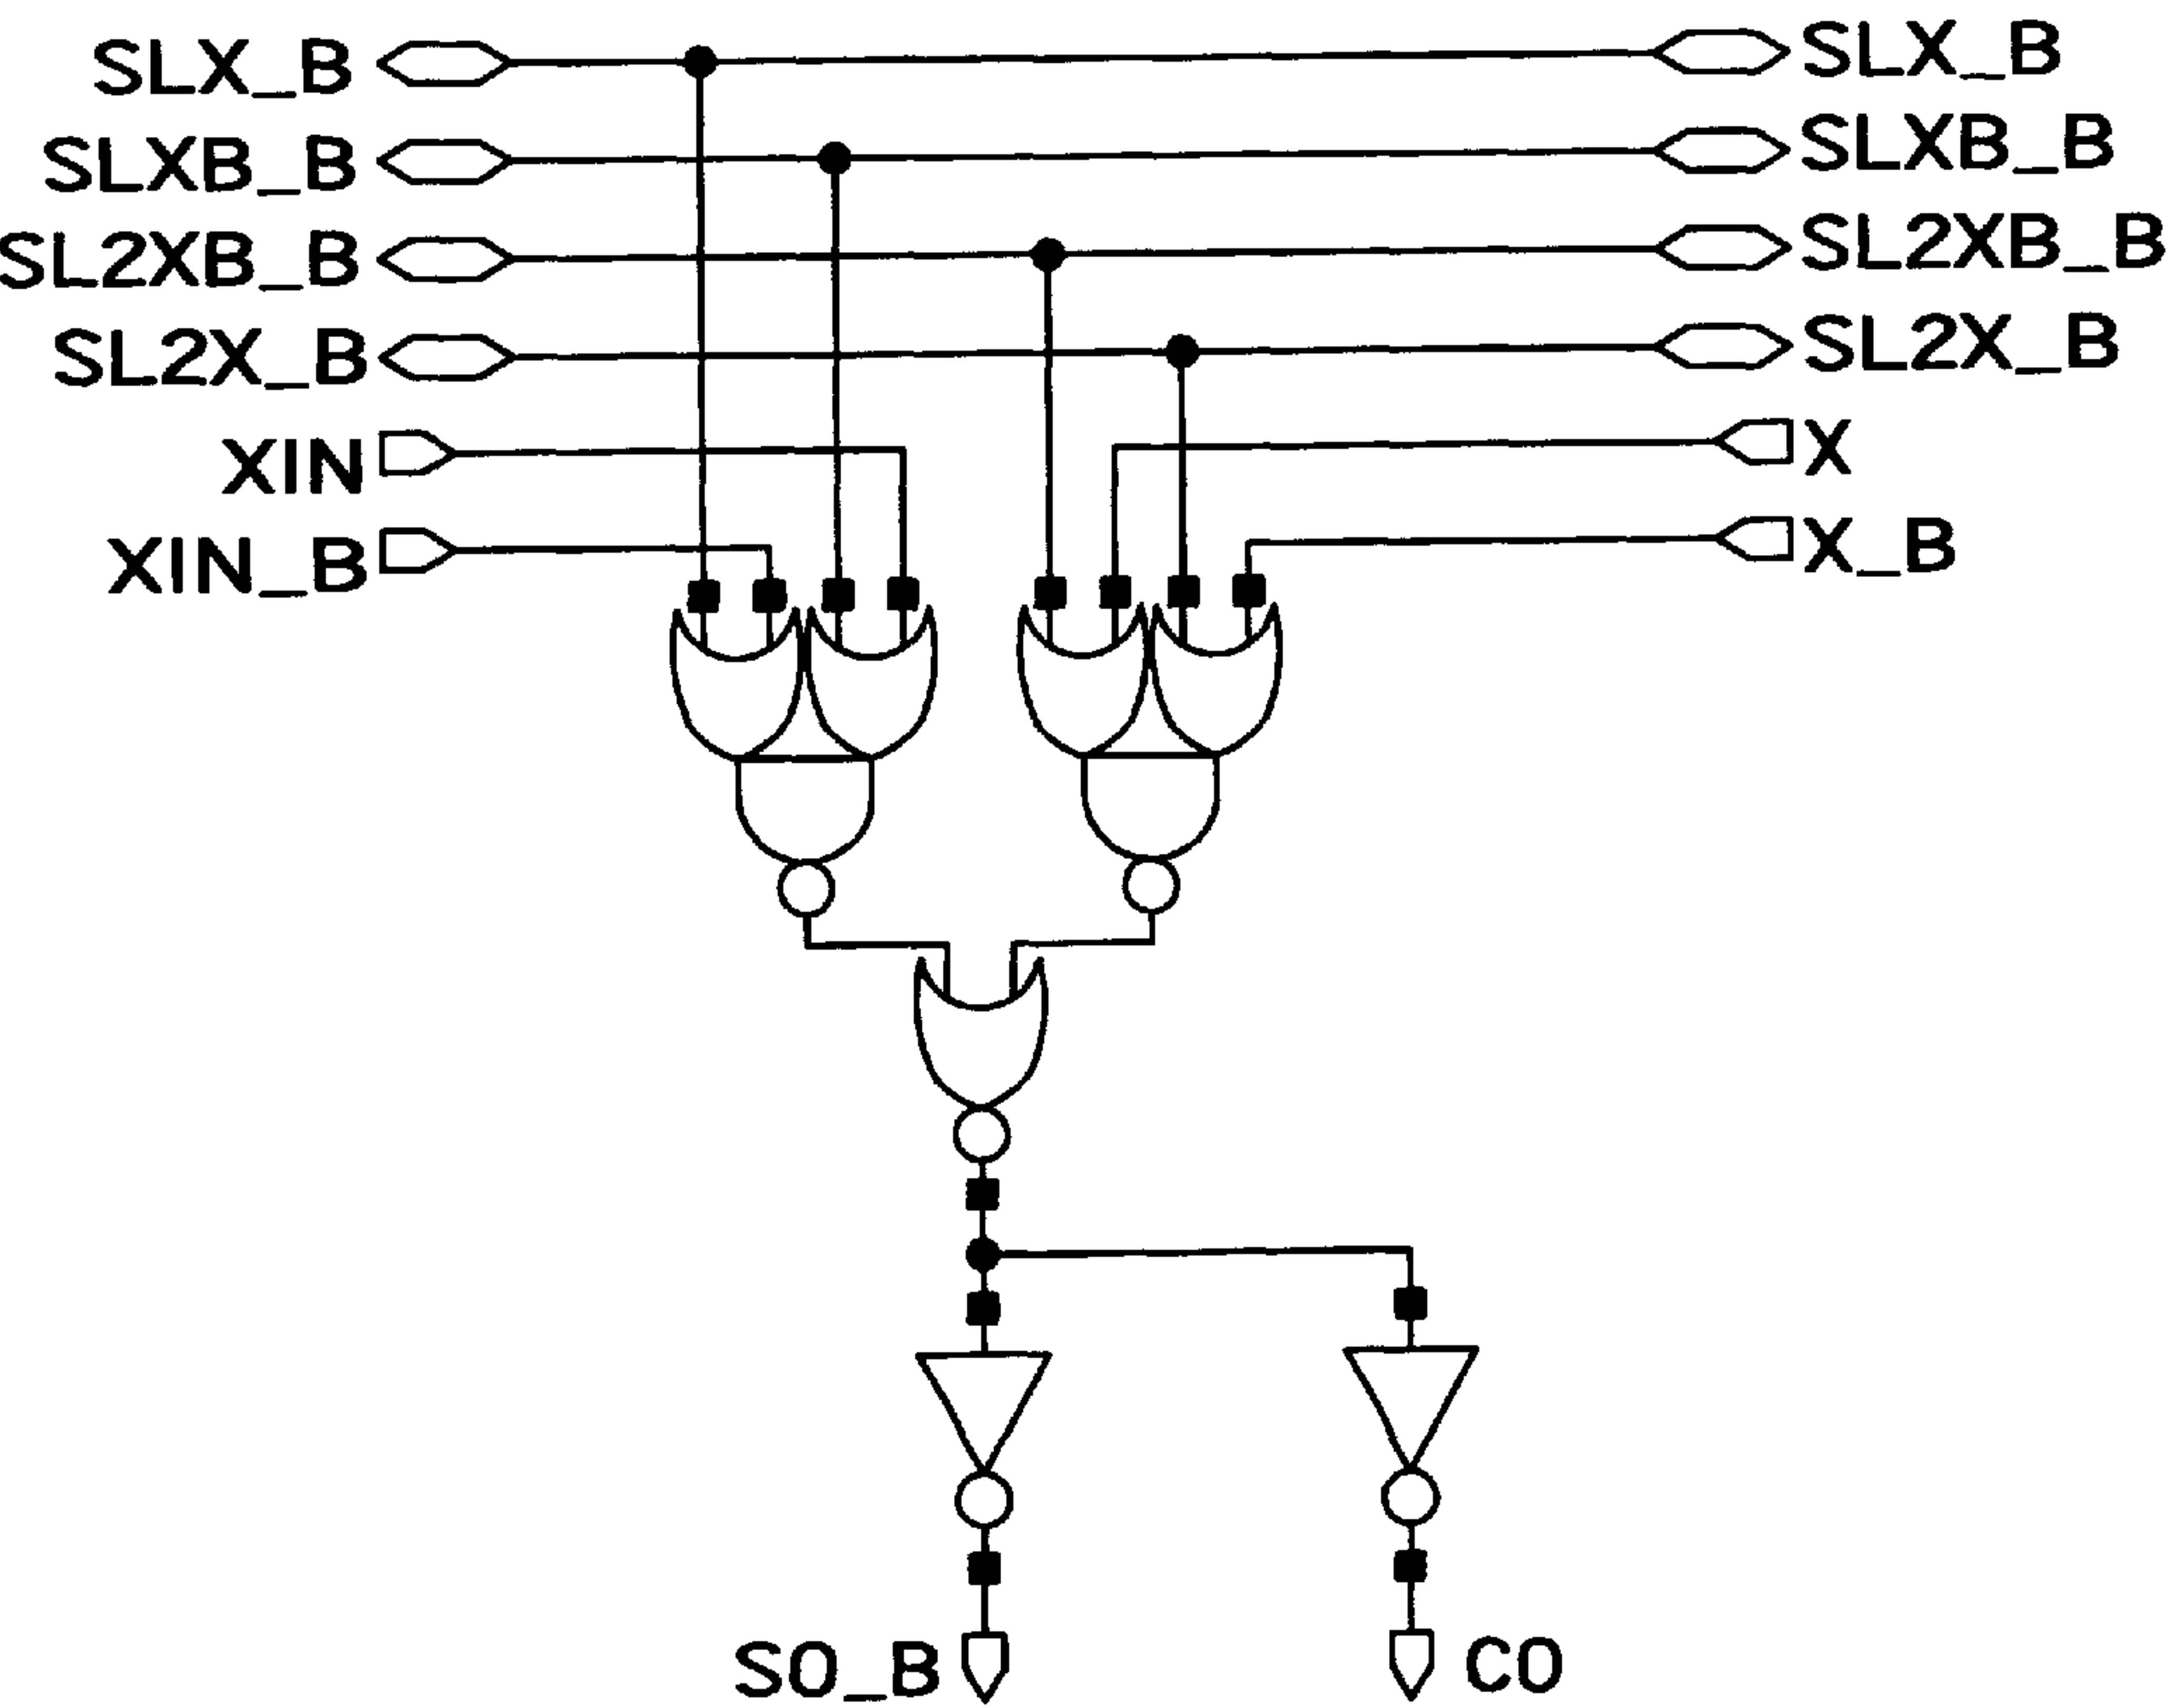 SLX_B SLX_B
SLXB_B SLXB_B
SL2XB_B SL2XB_B
SL2X_B SL2X_B
XIN X
XIN_B X_B
SO_B CO